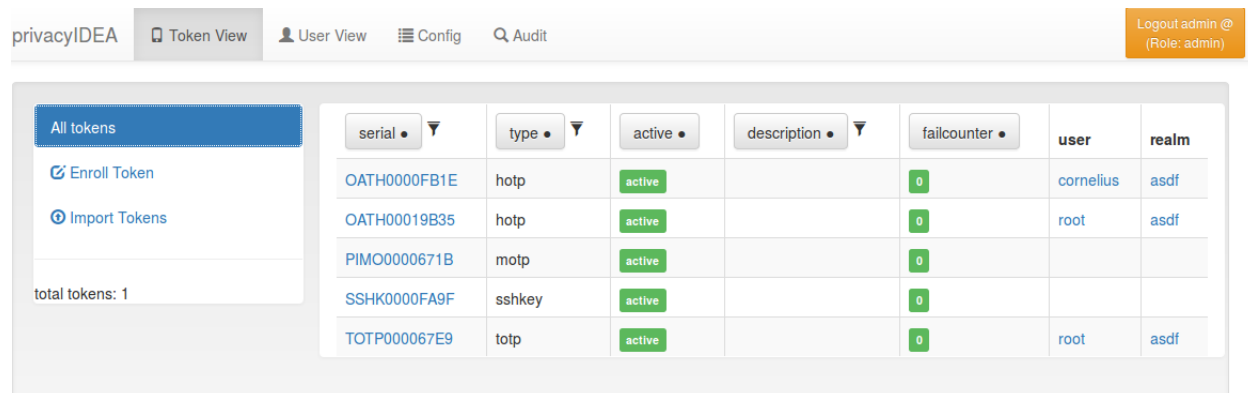 privacyIDEA Token View User View Config Audit Logout admin @
(Role: admin)
All tokens
Enroll Token
Import Tokens
total tokens: 1
serial ● type ● active ● description ● failcounter ● user realm
OATH0000FB1E hotp active 0 cornelius asdf
OATH00019B35 hotp active 0 root asdf
PIMO0000671B motp active 0
SSHK0000FA9F sshkey active 0
TOTP000067E9 totp active 0 root asdf